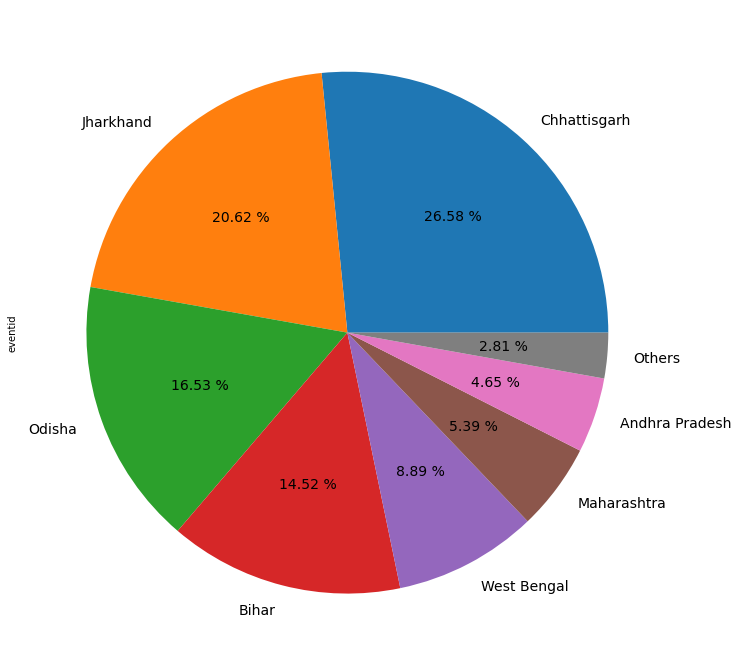 Chhattisgarh
26.58 %
Jharkhand
20.62 %
Odisha
16.53 %
Bihar
14.52 %
West Bengal
8.89 %
Maharashtra
5.39 %
Andhra Pradesh
4.65 %
Others
2.81 %
eventid